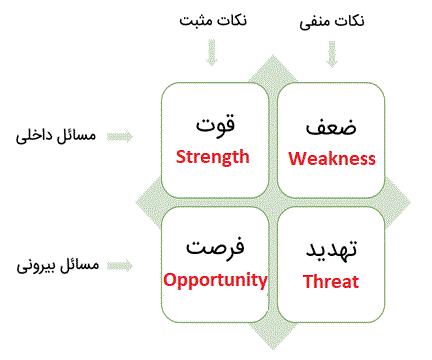 نکات منفی
نکات مثبت
مسائل داخلی
ضعف
Weakness
قوت
Strength
مسائل بیرونی
تهدید
Threat
فرصت
Opportunity